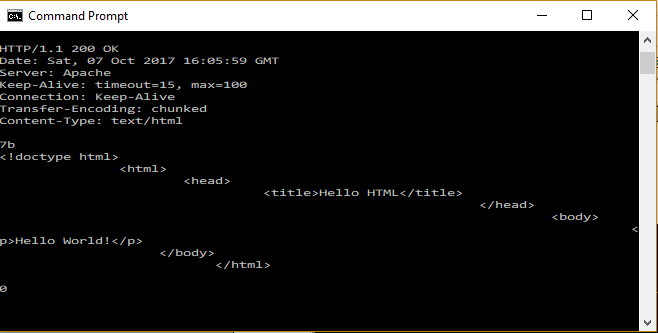 Command Prompt
HTTP/1.1 200 OK
Date: Sat, 07 Oct 2017 16:05:59 GMT
Server: Apache
Keep-Alive: timeout=15, max=100
Connection: Keep-Alive
Transfer-Encoding: chunked
Content-Type: text/html
7b
<!doctype html>
<html>
<head>
<title>Hello HTML</title>
</head>
<body>
<
p>Hello World!</p>
</body>
</html>
0